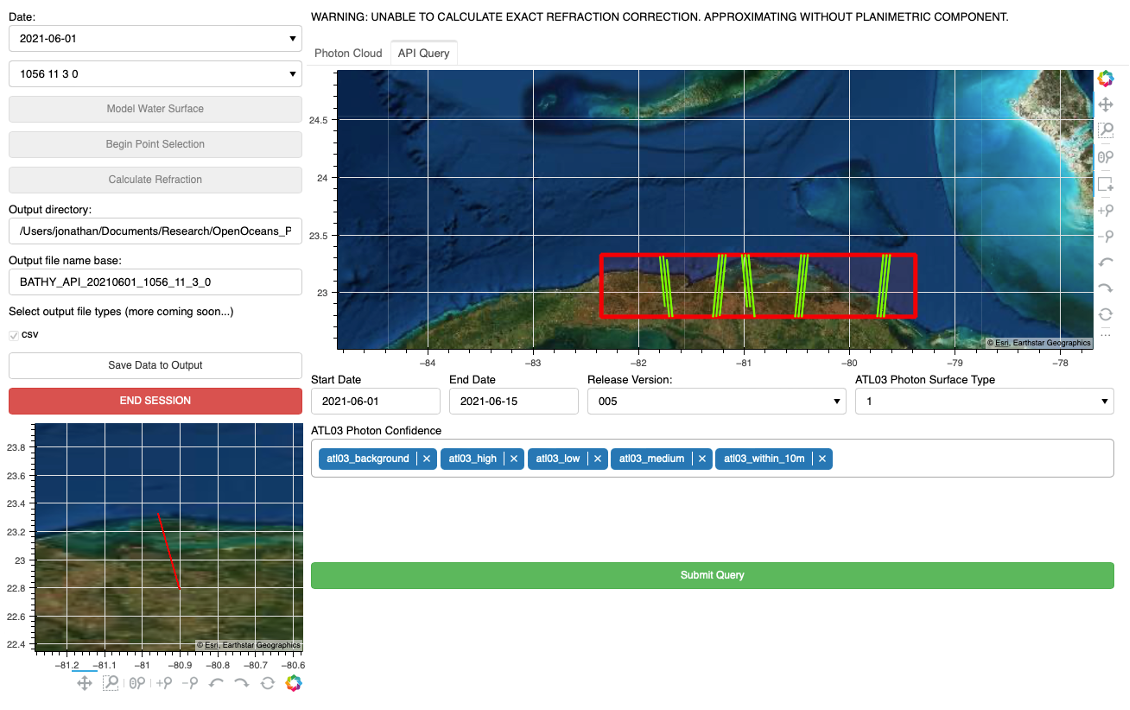 Date:
WARNING: UNABLE TO CALCULATE EXACT REFRACTION CORRECTION. APPROXIMATING WITHOUT PLANIMETRIC COMPONENT.
2021-06-01
1056 11 3 0
Model Water Surface
Begin Point Selection
Calculate Refraction
Output directory:
/Users/jonathan/Documents/Research/OpenOceans_P
Output file name base:
BATHY_API_20210601_1056_11_3_0
Select output file types (more coming soon...)
csv
Save Data to Output
END SESSION
23.8
23.6
23.4
23.2
23
22.8
22.6
22.4
© Esri, Earthstar Geographics
−81.2 −81.1 −81 −80.9 −80.8 −80.7 −80.6
Photon Cloud API Query
24.5
24
23.5
23
© Esri, Earthstar Geographics
−84 −83 −82 −81 −80 −79 −78
Start Date End Date Release Version: ATL03 Photon Surface Type
2021-06-01 2021-06-15 005 1
ATL03 Photon Confidence
atl03_background × atl03_high × atl03_low × atl03_medium × atl03_within_10m ×
Submit Query